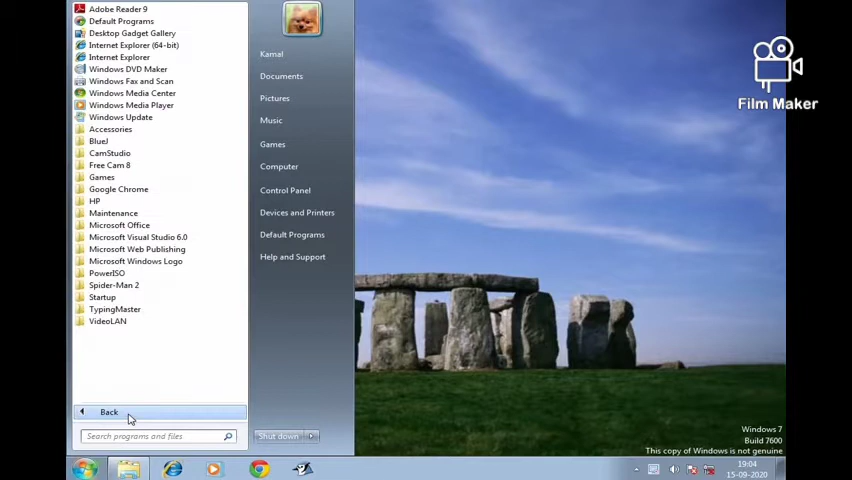 Adobe Reader 9
Default Programs
Desktop Gadget Gallery
Internet Explorer (64-bit)
Internet Explorer
Windows DVD Maker
Windows Fax and Scan
Windows Media Center
Windows Media Player
Windows Update
Accessories
BlueJ
CamStudio
Free Cam 8
Games
Google Chrome
HP
Maintenance
Microsoft Office
Microsoft Visual Studio 6.0
Microsoft Web Publishing
Microsoft Windows Logo
PowerISO
Spider-Man 2
Startup
TypingMaster
VideoLAN
Back
Search programs and files
Kamal
Documents
Pictures
Music
Games
Computer
Control Panel
Devices and Printers
Default Programs
Help and Support
Shut down
Film Maker
Windows 7
Build 7600
This copy of Windows is not genuine
19:04
15-09-2020